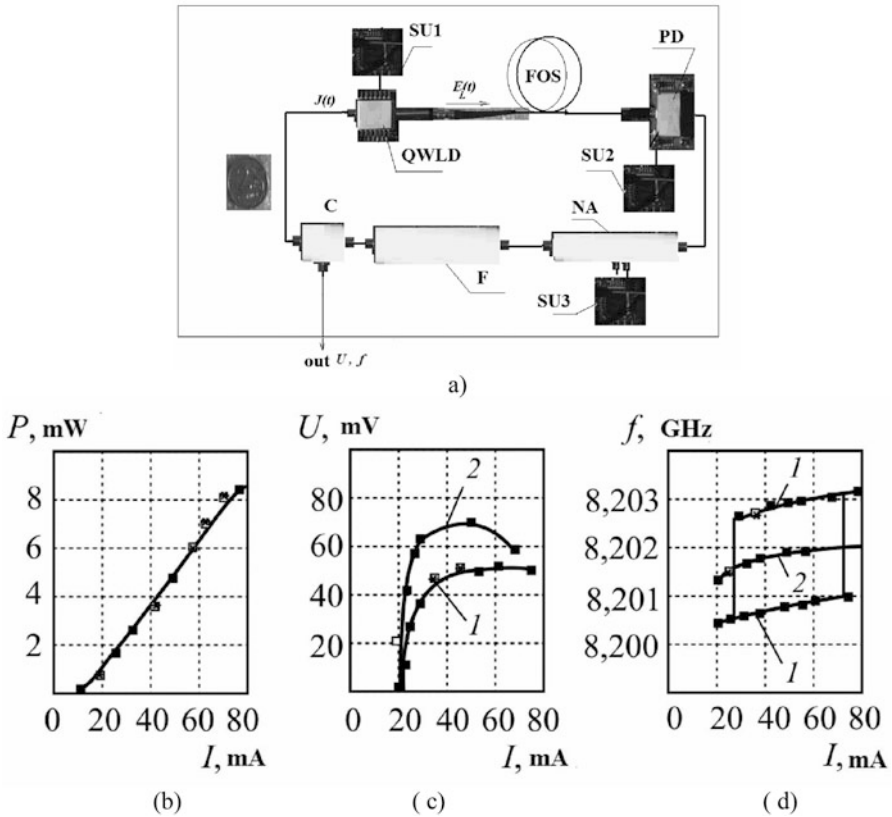 SU1
PD
FOS
E_L(t)
J(t)
QWLD
SU2
C
NA
F
SU3
out U, f
a)
P, mW
8
6
4
2
0 20 40 60 80
I, mA
(b)
U, mV
80
60
40
20
2
1
0 20 40 60 80
I, mA
( c)
f, GHz
8,203
8,202
8,201
8,200
1
2
1
0 20 40 60 80
I, mA
( d)